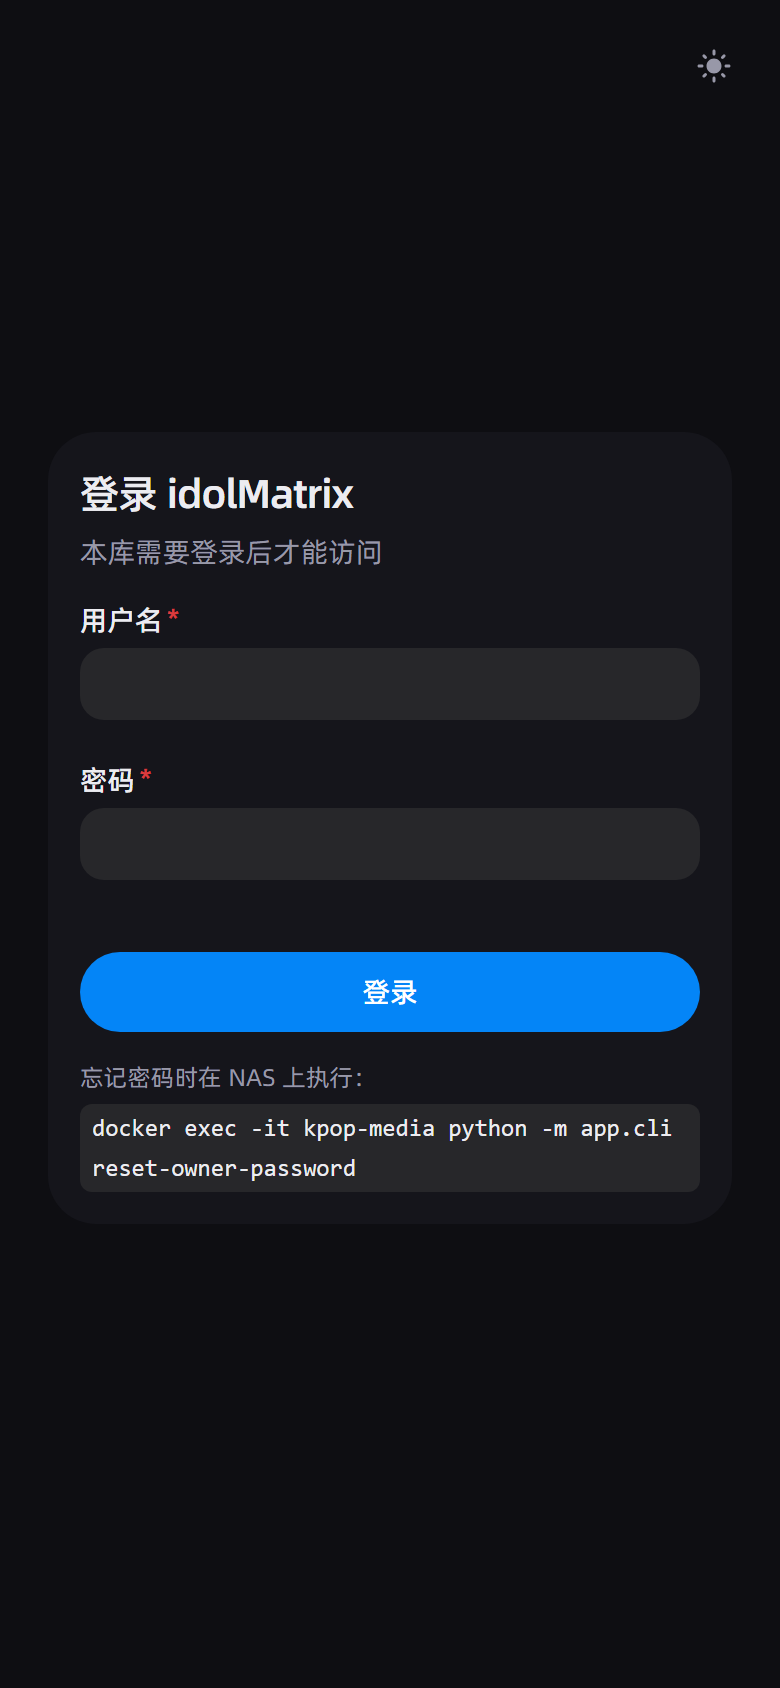 登录 idolMatrix
本库需要登录后才能访问
用户名 *
密码 *
登录
忘记密码时在 NAS 上执行：
docker exec -it kpop-media python -m app.cli
reset-owner-password